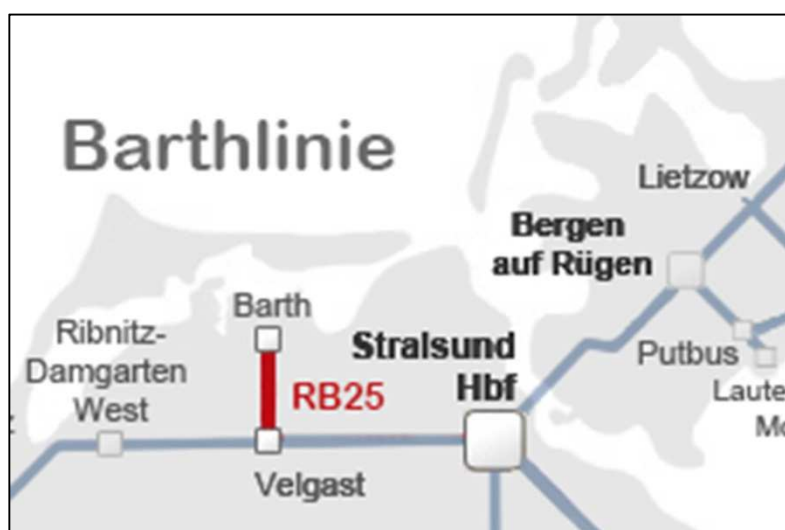 Barthlinie
Lietzow
Bergen
auf Rügen
Barth
Ribnitz-
Damgarten
West
Stralsund
Hbf
RB25
Putbus
Velgast